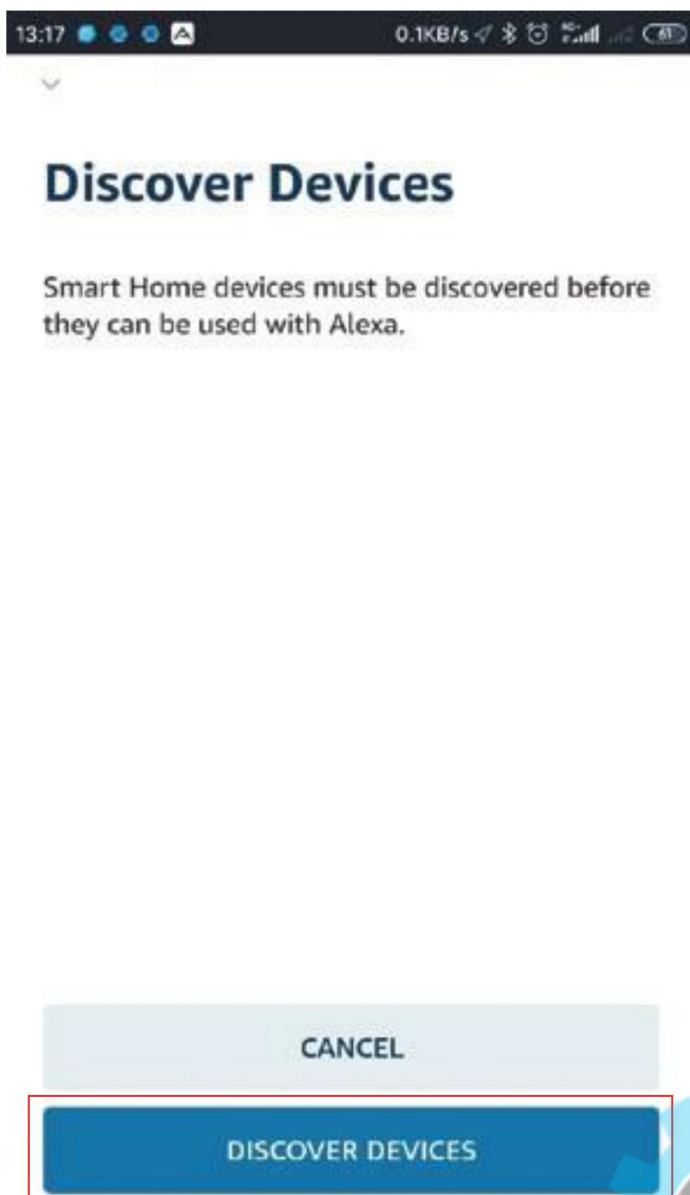 13:17 0.1KB/s 61
Discover Devices
Smart Home devices must be discovered before
they can be used with Alexa.
CANCEL
DISCOVER DEVICES